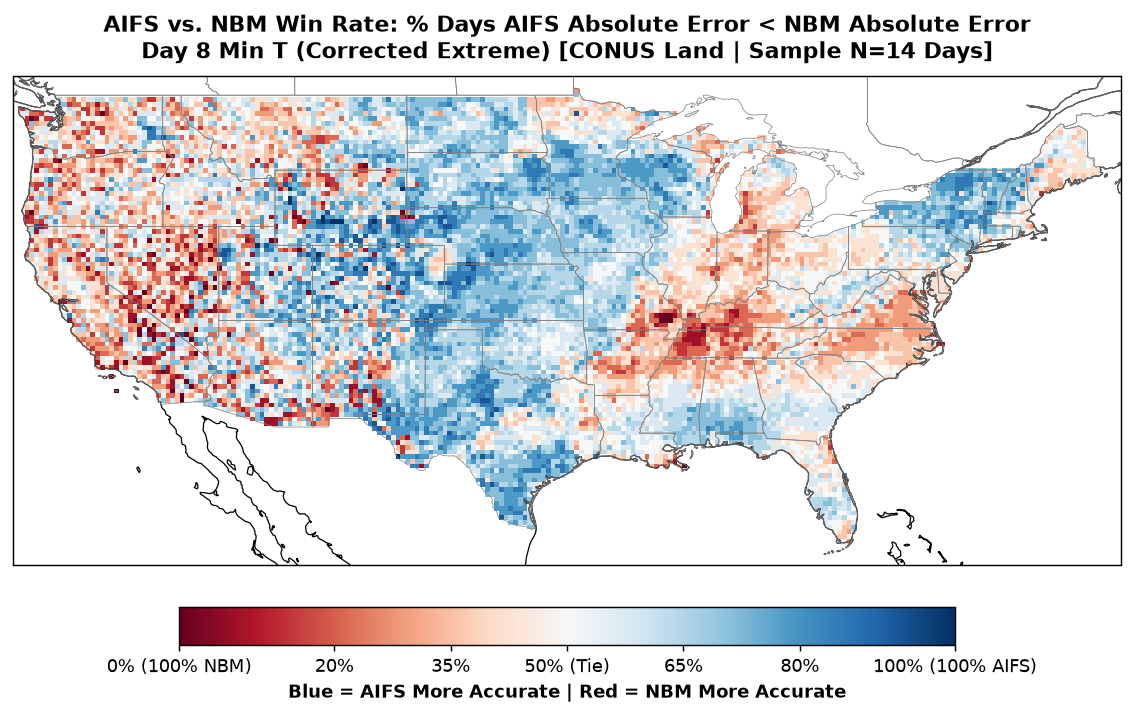 AIFS vs. NBM Win Rate: % Days AIFS Absolute Error < NBM Absolute Error
Day 8 Min T (Corrected Extreme) [CONUS Land | Sample N=14 Days]
0% (100% NBM) 20% 35% 50% (Tie) 65% 80% 100% (100% AIFS)
Blue = AIFS More Accurate | Red = NBM More Accurate